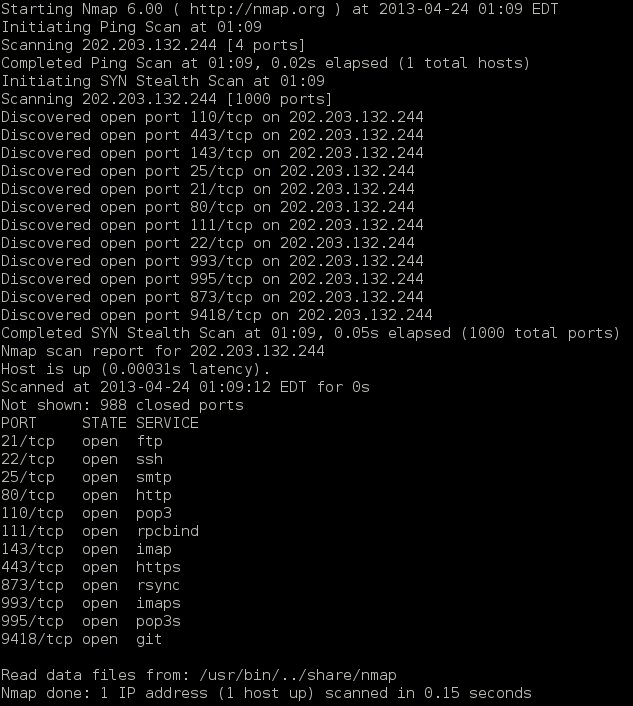 Starting Nmap 6.00 ( http://nmap.org ) at 2013-04-24 01:09 EDT
Initiating Ping Scan at 01:09
Scanning 202.203.132.244 [4 ports]
Completed Ping Scan at 01:09, 0.02s elapsed (1 total hosts)
Initiating SYN Stealth Scan at 01:09
Scanning 202.203.132.244 [1000 ports]
Discovered open port 110/tcp on 202.203.132.244
Discovered open port 443/tcp on 202.203.132.244
Discovered open port 143/tcp on 202.203.132.244
Discovered open port 25/tcp on 202.203.132.244
Discovered open port 21/tcp on 202.203.132.244
Discovered open port 80/tcp on 202.203.132.244
Discovered open port 111/tcp on 202.203.132.244
Discovered open port 22/tcp on 202.203.132.244
Discovered open port 993/tcp on 202.203.132.244
Discovered open port 995/tcp on 202.203.132.244
Discovered open port 873/tcp on 202.203.132.244
Discovered open port 9418/tcp on 202.203.132.244
Completed SYN Stealth Scan at 01:09, 0.05s elapsed (1000 total ports)
Nmap scan report for 202.203.132.244
Host is up (0.00031s latency).
Scanned at 2013-04-24 01:09:12 EDT for 0s
Not shown: 988 closed ports
PORT     STATE SERVICE
21/tcp   open  ftp
22/tcp   open  ssh
25/tcp   open  smtp
80/tcp   open  http
110/tcp  open  pop3
111/tcp  open  rpcbind
143/tcp  open  imap
443/tcp  open  https
873/tcp  open  rsync
993/tcp  open  imaps
995/tcp  open  pop3s
9418/tcp open  git

Read data files from: /usr/bin/../share/nmap
Nmap done: 1 IP address (1 host up) scanned in 0.15 seconds